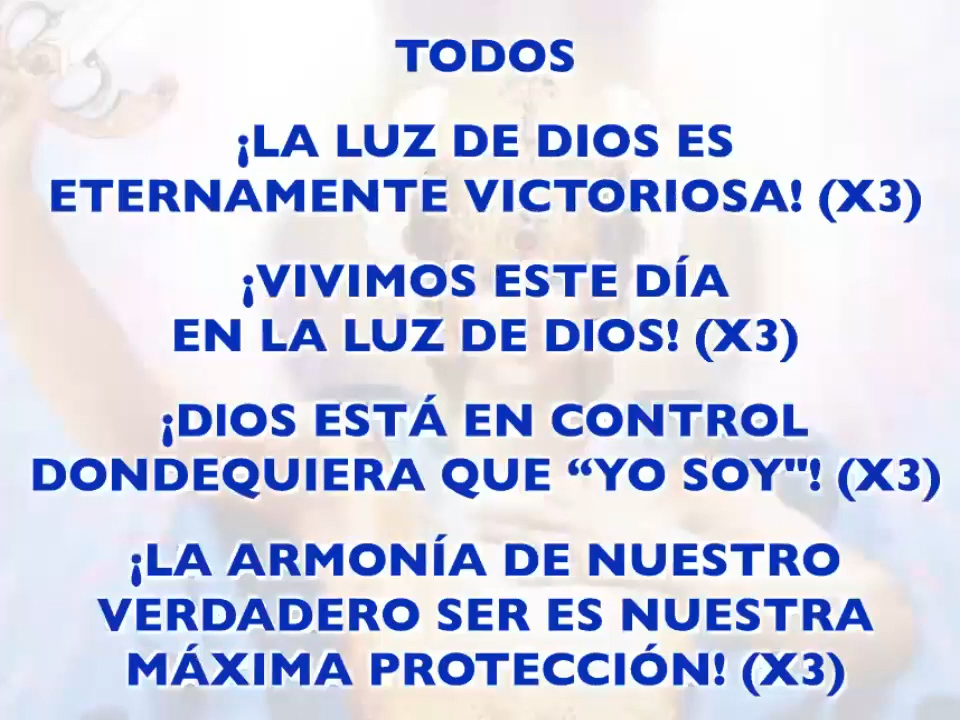 TODOS
¡LA LUZ DE DIOS ES
ETERNAMENTE VICTORIOSA! (X3)
¡VIVIMOS ESTE DÍA
EN LA LUZ DE DIOS! (X3)
¡DIOS ESTÁ EN CONTROL
DONDEQUIERA QUE “YO SOY"! (X3)
¡LA ARMONÍA DE NUESTRO
VERDADERO SER ES NUESTRA
MÁXIMA PROTECCIÓN! (X3)